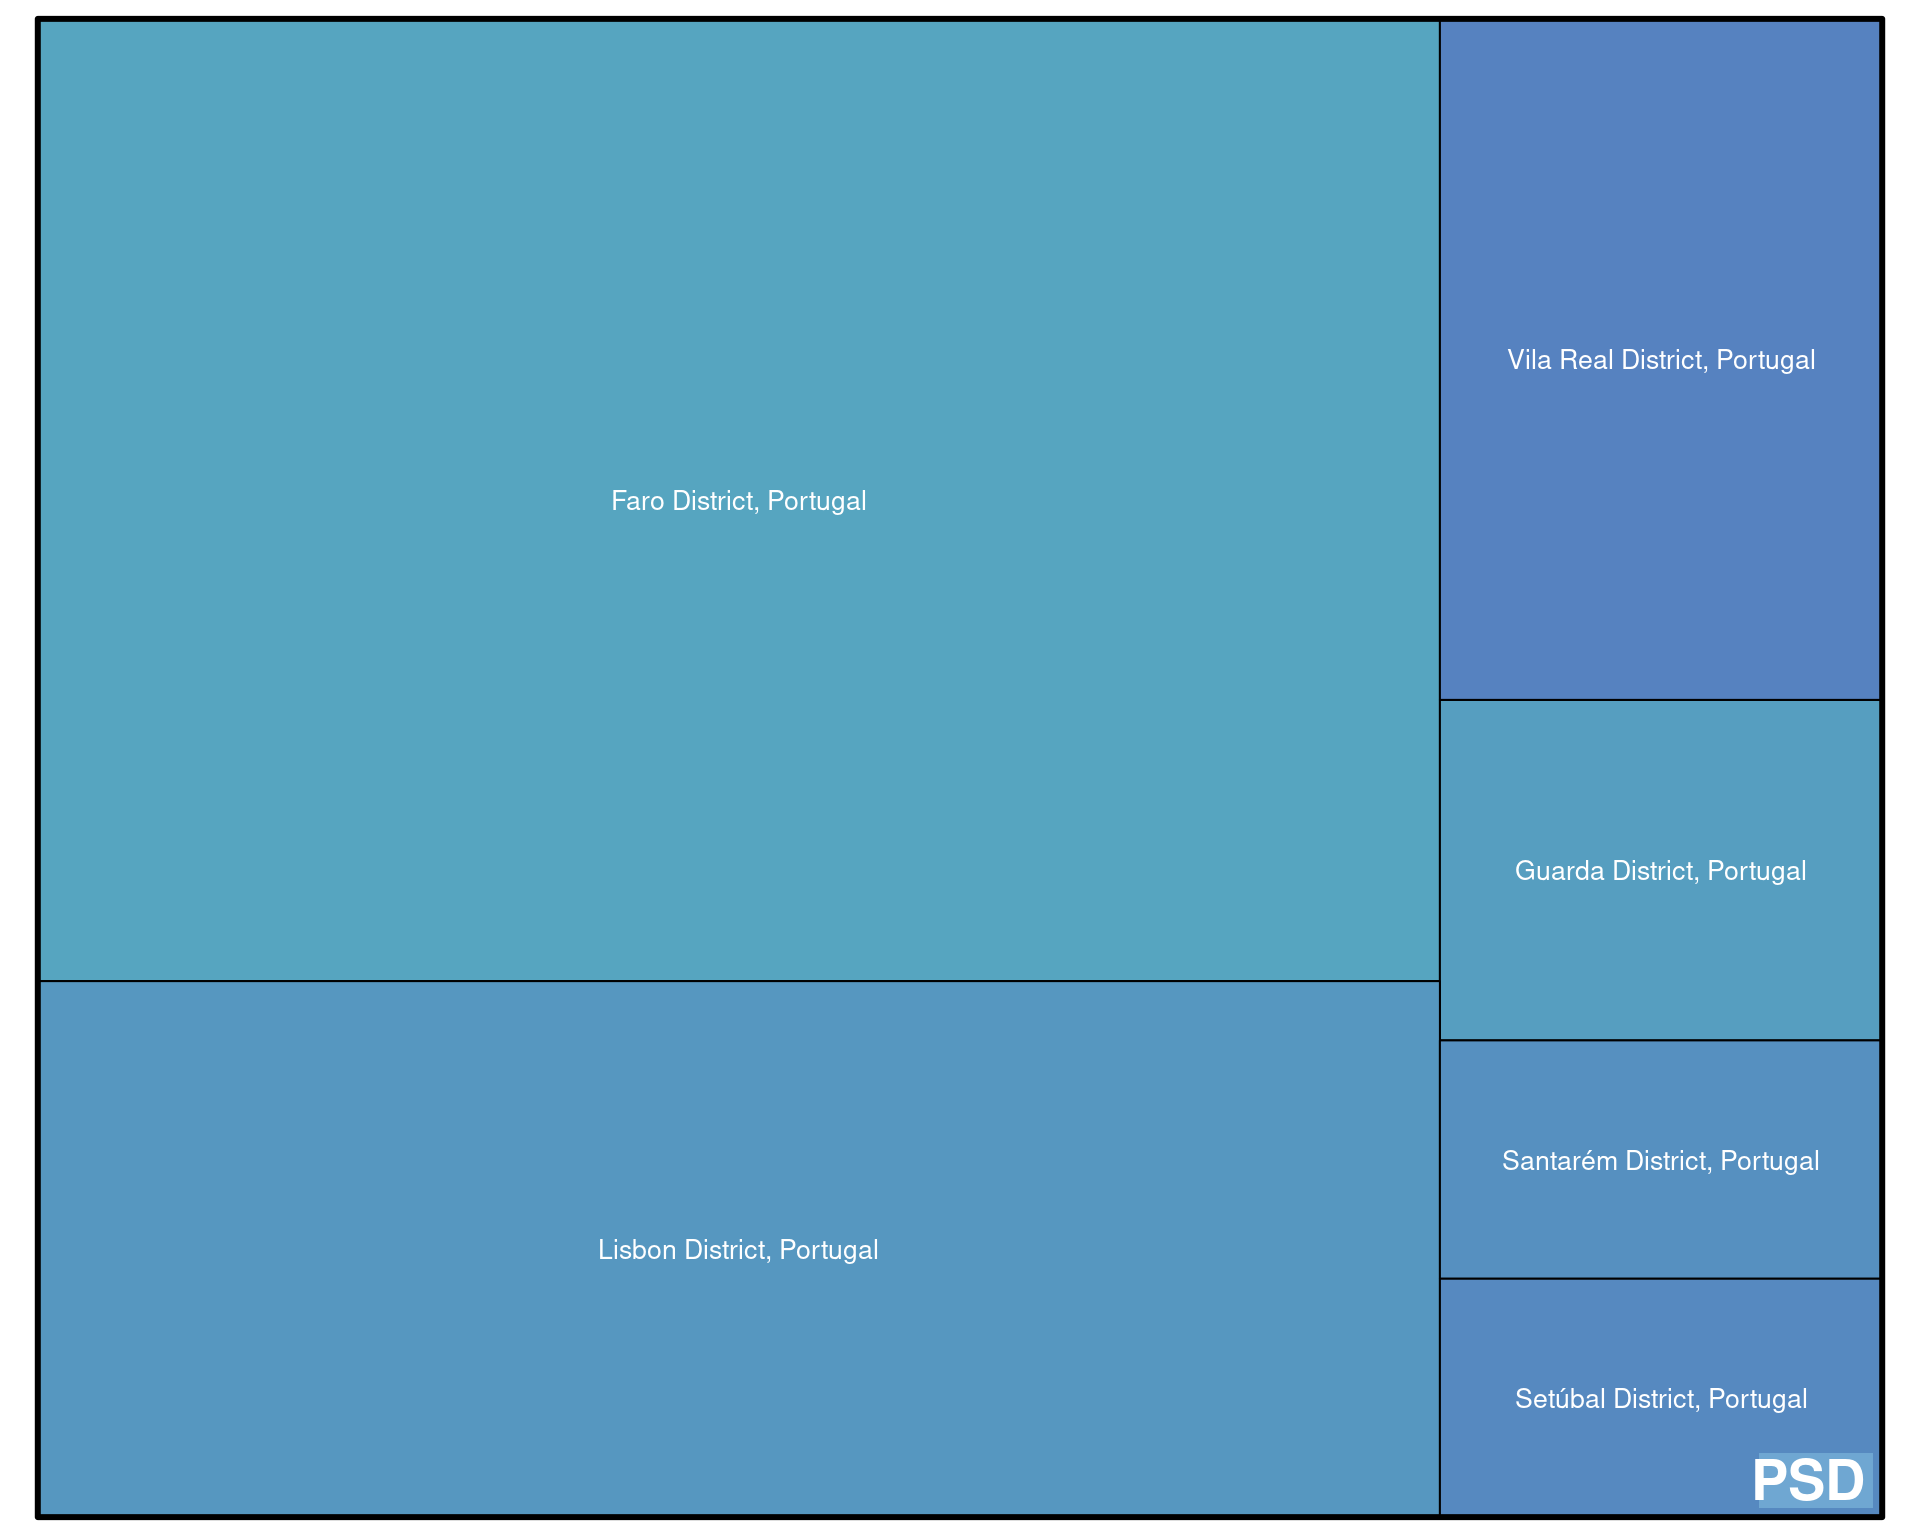 Faro District, Portugal
Lisbon District, Portugal
Vila Real District, Portugal
Guarda District, Portugal
Santarém District, Portugal
Setúbal District, Portugal
PSD